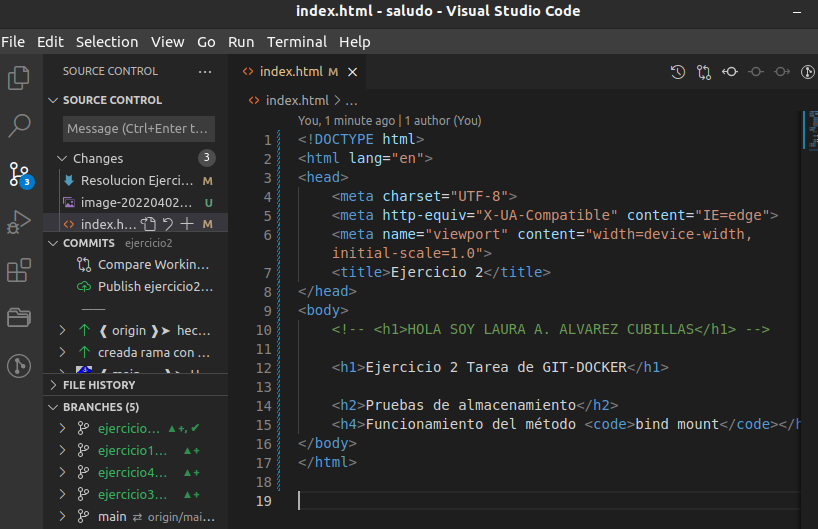 index.html - saludo - Visual Studio Code
File Edit Selection View Go Run Terminal Help
SOURCE CONTROL ...
SOURCE CONTROL
Message (Ctrl+Enter t...
Changes 3
Resolucion Ejerci... M
image-20220402... U
index.h... M
3
COMMITS ejercicio2
Compare Workin...
Publish ejercicio2...
❰ origin ❱➤ hec...
creada rama con ...
FILE HISTORY
BRANCHES (5)
ejercicio... ▲+, ✔
ejercicio1... ▲+
ejercicio4... ▲+
ejercicio3... ▲+
main ⇄ origin/mai...
index.html M ×
index.html > ...
You, 1 minute ago | 1 author (You)
1 <!DOCTYPE html>
2 <html lang="en">
3 <head>
4 <meta charset="UTF-8">
5 <meta http-equiv="X-UA-Compatible" content="IE=edge">
6 <meta name="viewport" content="width=device-width,
initial-scale=1.0">
7 <title>Ejercicio 2</title>
8 </head>
9 <body>
10 <!-- <h1>HOLA SOY LAURA A. ALVAREZ CUBILLAS</h1> -->
11
12 <h1>Ejercicio 2 Tarea de GIT-DOCKER</h1>
13
14 <h2>Pruebas de almacenamiento</h2>
15 <h4>Funcionamiento del método <code>bind mount</code></h
16 </body>
17 </html>
18
19